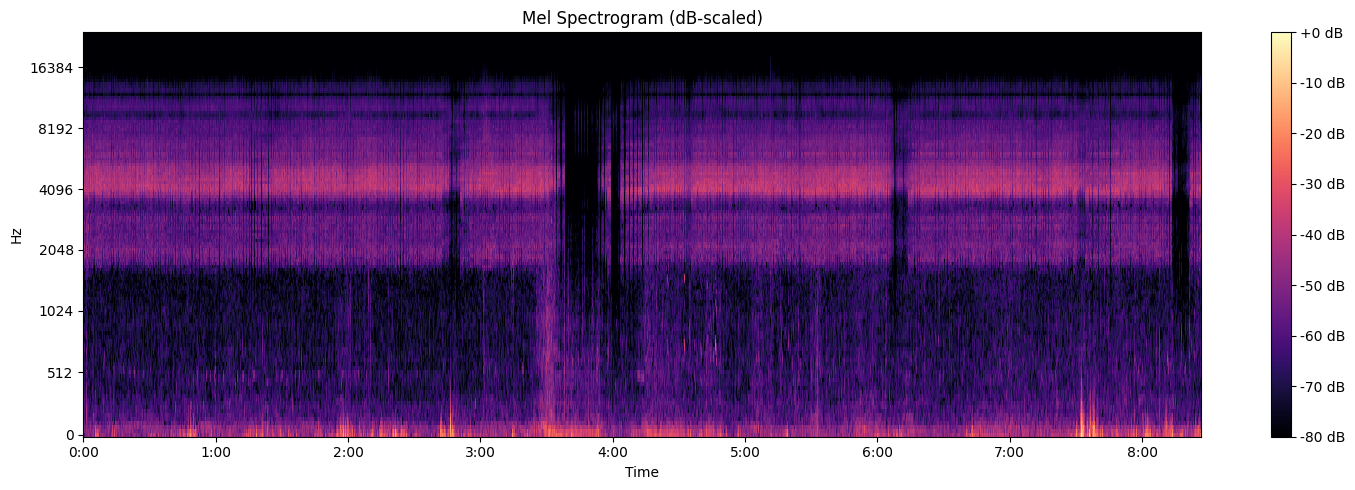 Mel Spectrogram (dB-scaled)
Hz
16384
8192
4096
2048
1024
512
0
0:00 1:00 2:00 3:00 4:00 5:00 6:00 7:00 8:00
Time
+0 dB
-10 dB
-20 dB
-30 dB
-40 dB
-50 dB
-60 dB
-70 dB
-80 dB